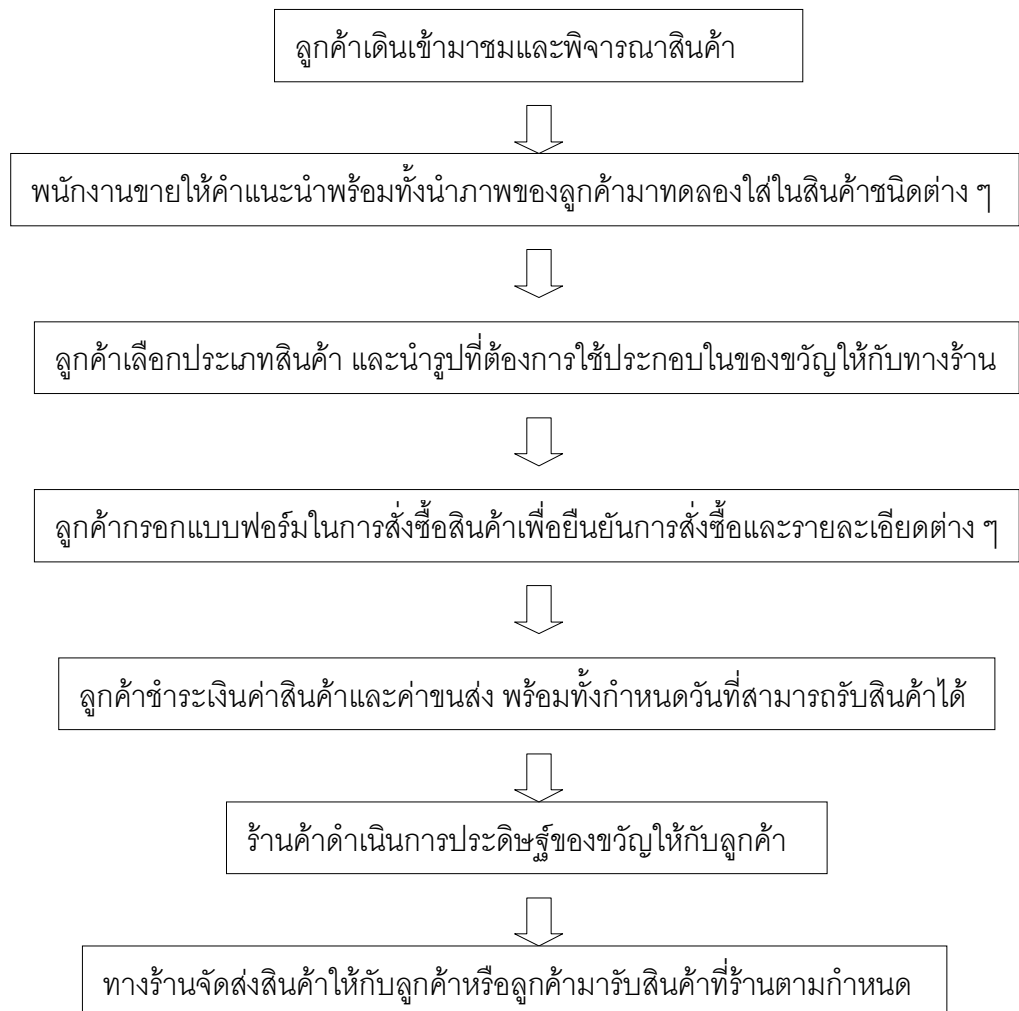 ลูกค้าเดินเข้ามาชมและพิจารณาสินค้า
พนักงานขายให้คำแนะนำพร้อมทั้งนำภาพของลูกค้ามาทดลองใส่ในสินค้าชนิดต่าง ๆ
ลูกค้าเลือกประเภทสินค้า และนำรูปที่ต้องการใช้ประกอบในของขวัญให้กับทางร้าน
ลูกค้ากรอกแบบฟอร์มในการสั่งซื้อสินค้าเพื่อยืนยันการสั่งซื้อและรายละเอียดต่าง ๆ
ลูกค้าชำระเงินค่าสินค้าและค่าขนส่ง พร้อมทั้งกำหนดวันที่สามารถรับสินค้าได้
ร้านค้าดำเนินการประดิษฐ์ของขวัญให้กับลูกค้า
ทางร้านจัดส่งสินค้าให้กับลูกค้าหรือลูกค้ามารับสินค้าที่ร้านตามกำหนด